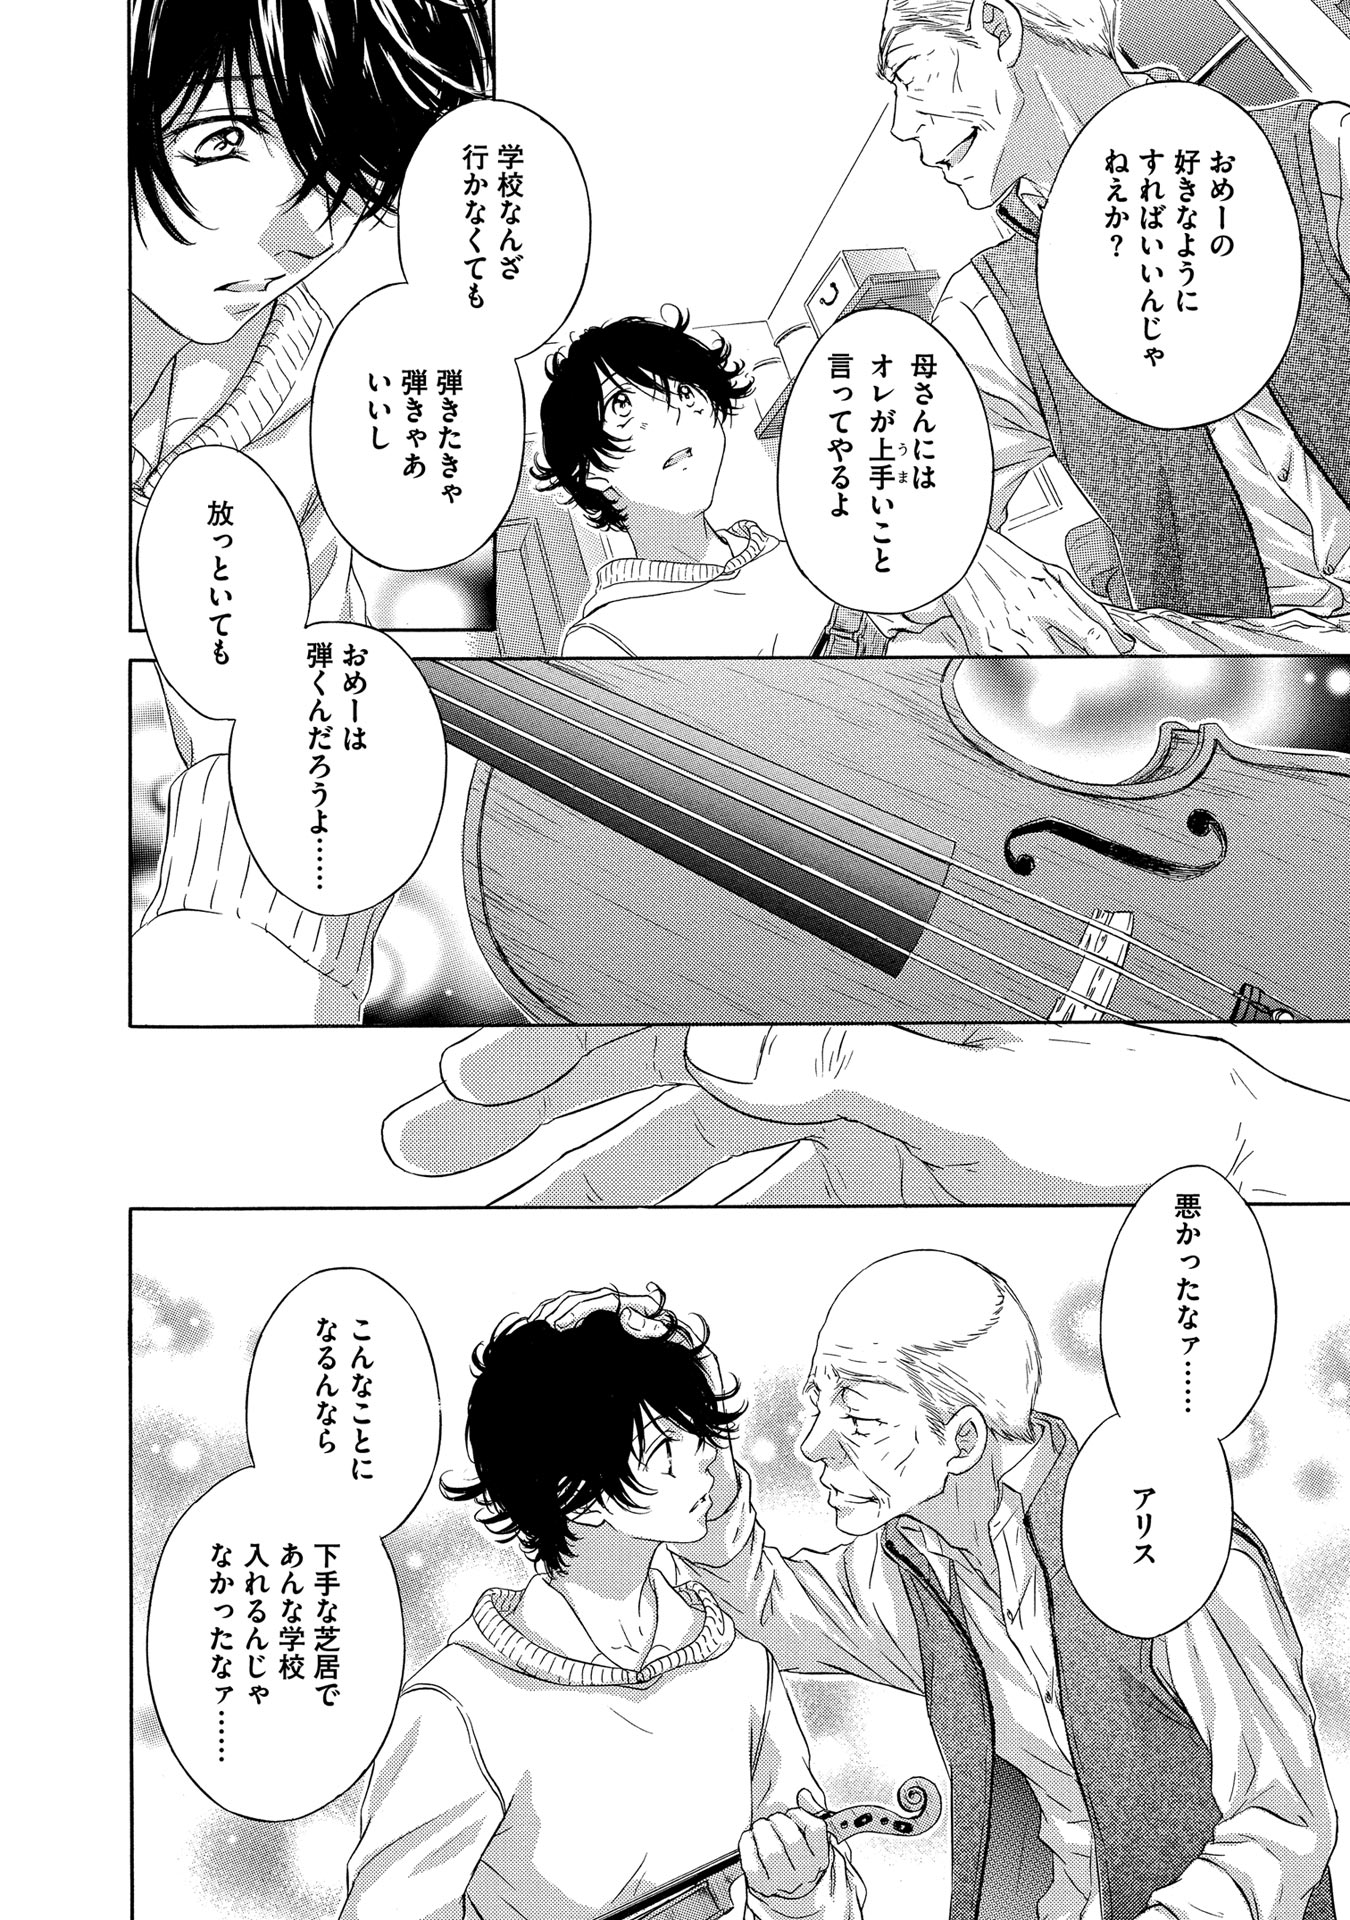 おめーの
好きなように
すればいいんじゃ
ねえか？
母さんには
オレが上手いこと
うま
言ってやるよ
学校なんざ
行かなくても
弾きたきゃ
弾きゃあ
いいし
放っといても
おめーは
弾くんだろうよ……
悪かったなァ……
アリス
こんなことに
なるんなら
下手な芝居で
あんな学校
入れるんじゃ
なかったなァ……